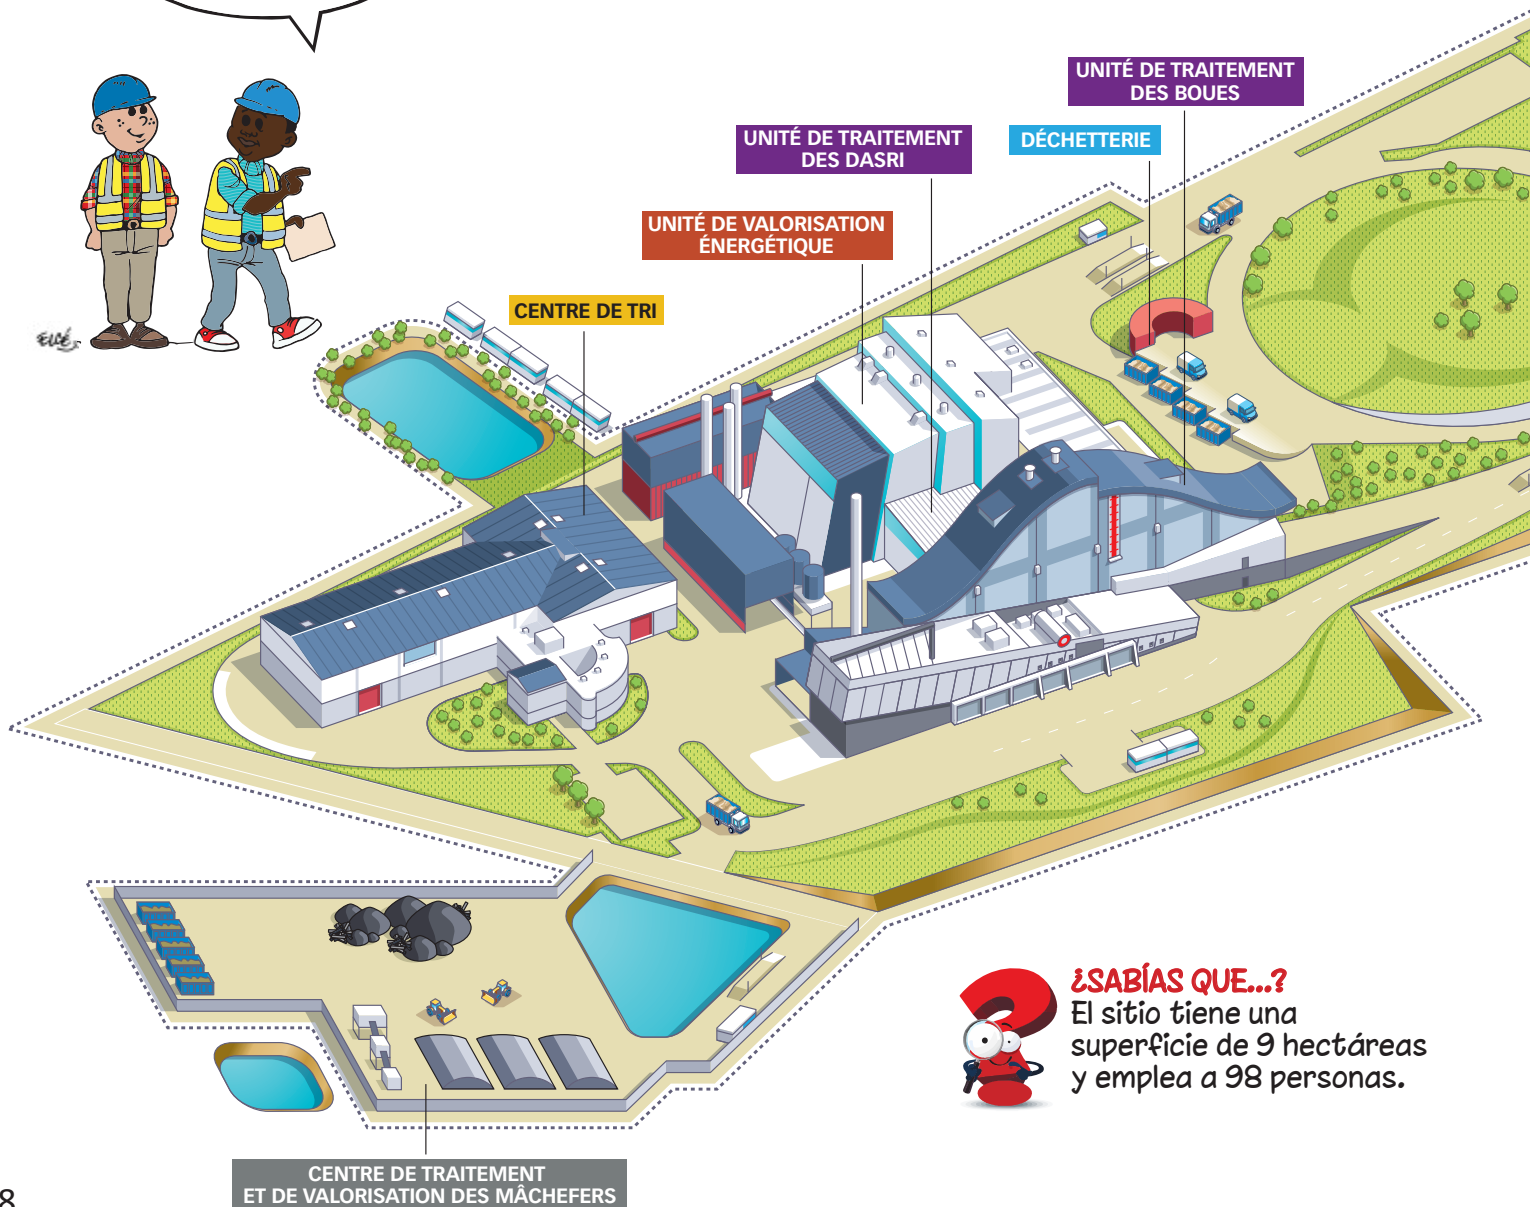 UNITÉ DE TRAITEMENT
DES BOUES
UNITÉ DE TRAITEMENT
DES DASRI
DÉCHETTERIE
UNITÉ DE VALORISATION
ÉNERGÉTIQUE
CENTRE DE TRI
ELCÉ
¿SABÍAS QUE...?
El sitio tiene una
superficie de 9 hectáreas
y emplea a 98 personas.
CENTRE DE TRAITEMENT
ET DE VALORISATION DES MÂCHEFERS
8